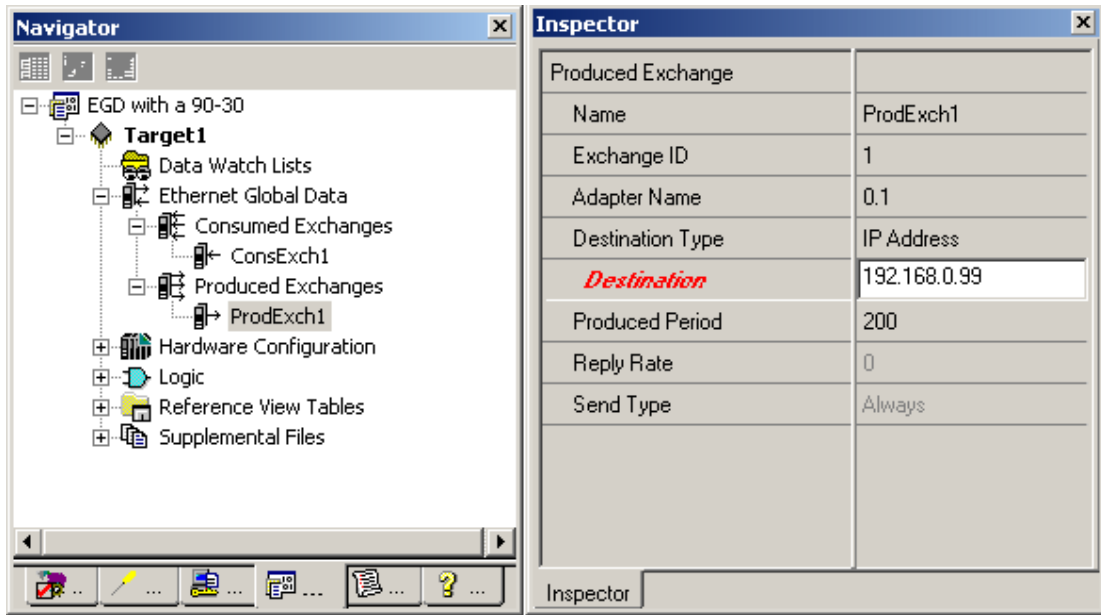 Navigator
EGD with a 90-30
Target1
Data Watch Lists
Ethernet Global Data
Consumed Exchanges
ConsExch1
Produced Exchanges
ProdExch1
Hardware Configuration
Logic
Reference View Tables
Supplemental Files
.. ... ... ... ... ...
Inspector
Produced Exchange
Name ProdExch1
Exchange ID 1
Adapter Name 0.1
Destination Type IP Address
Destination 192.168.0.99
Produced Period 200
Reply Rate 0
Send Type Always
Inspector